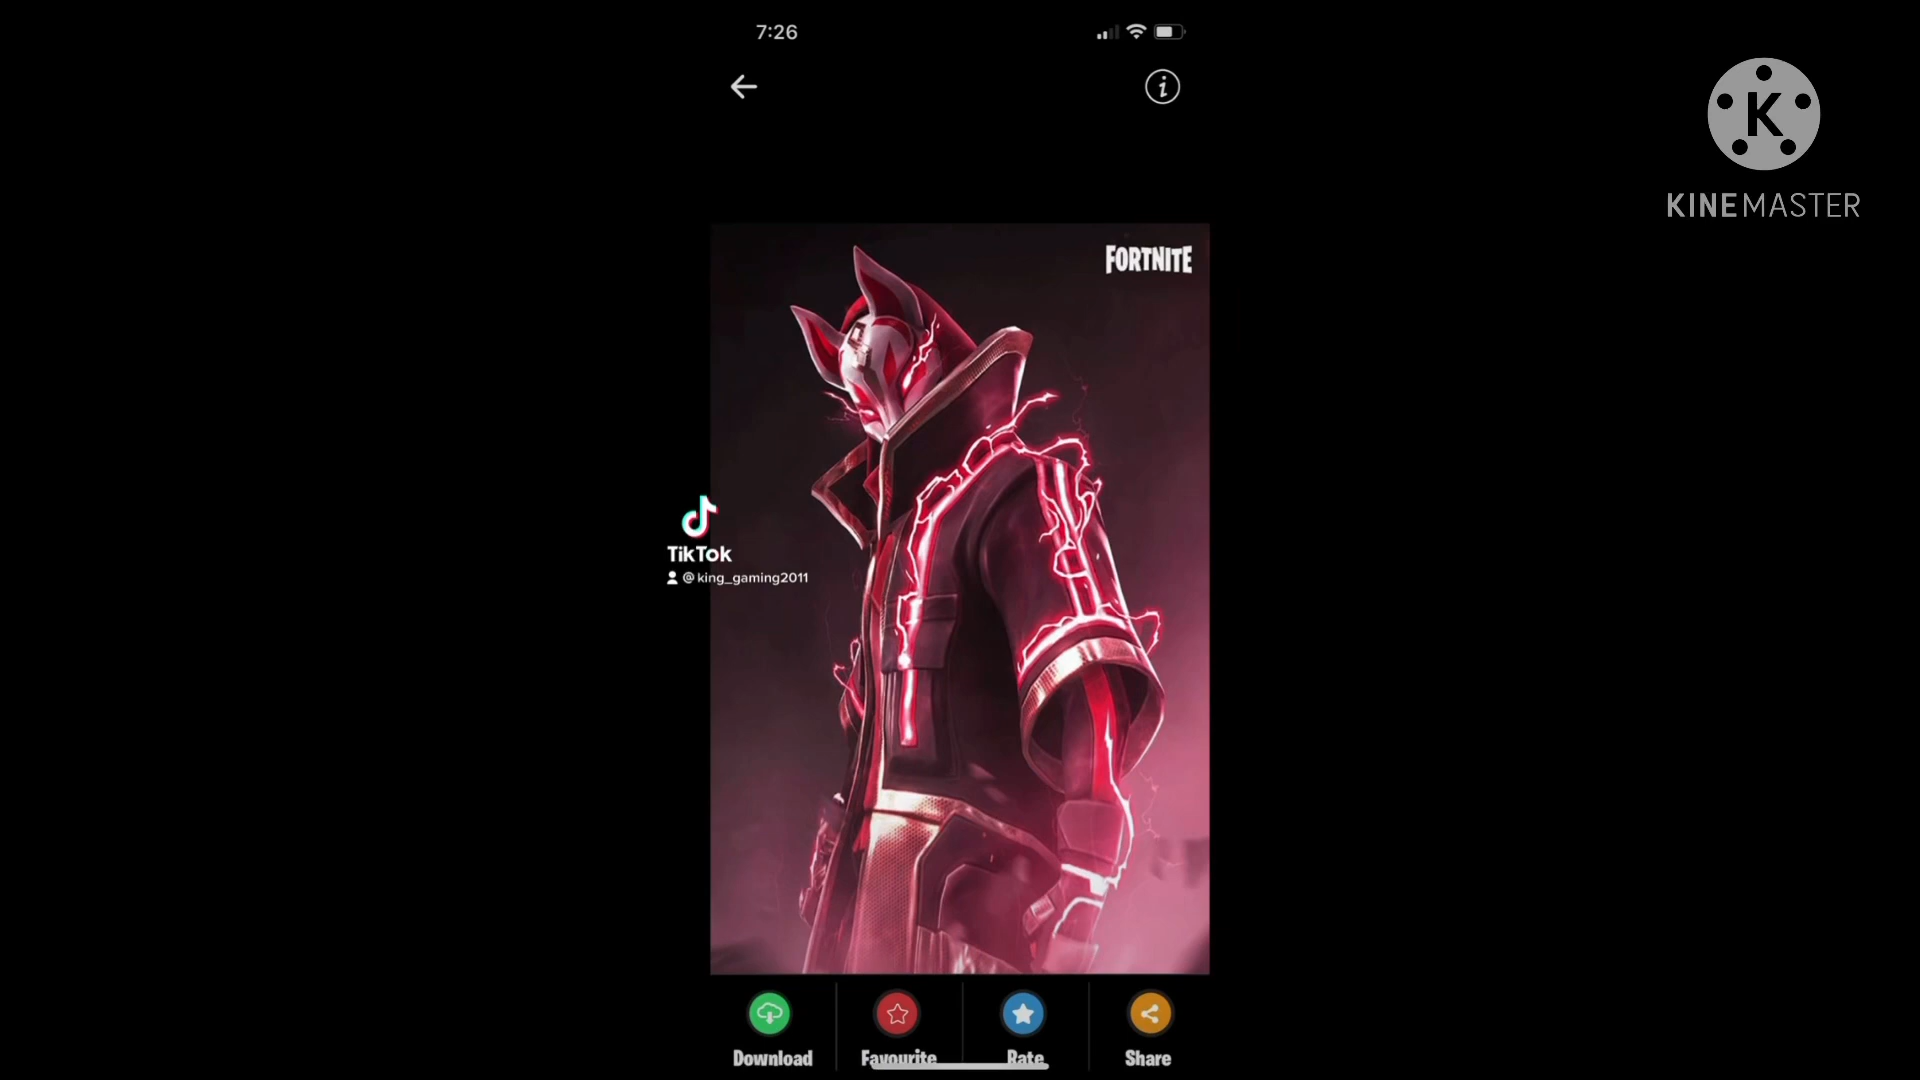 7:26
i
K
KINEMASTER
FORTNITE
TikTok
@king_gaming2011
Download
Favourite
Rate
Share